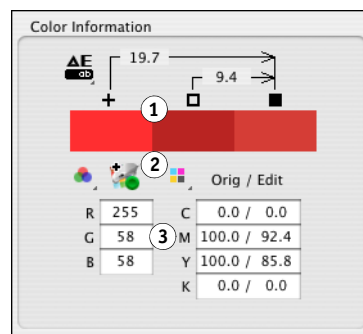 Color Information
ΔE 19.7
ab 9.4
1
2
Orig / Edit
R 255 C 0.0 / 0.0
G 58 3 M 100.0 / 92.4
B 58 Y 100.0 / 85.8
K 0.0 / 0.0